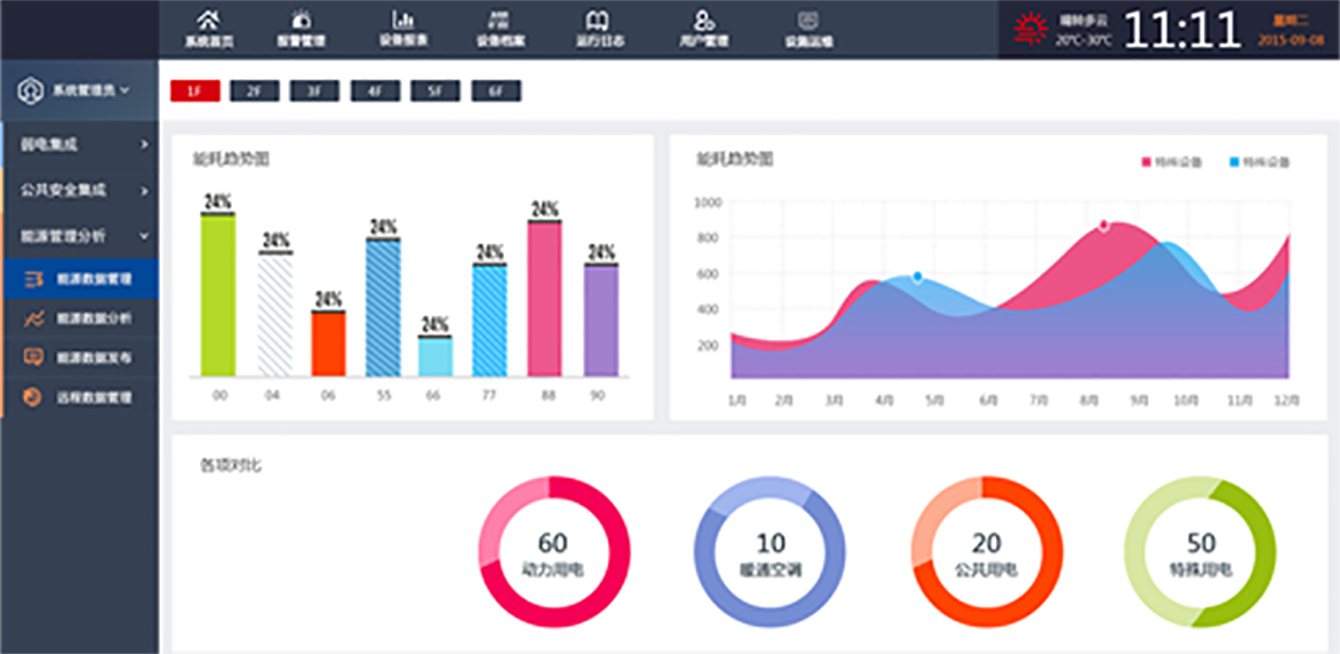 系统首页 报警管理 设备报表 设备档案 运行日志 用户管理 设施运维
晴转多云
20℃-30℃
11:11
星期二
2015-09-08
系统管理员
1F 2F 3F 4F 5F 6F
弱电集成
公共安全集成
能源管理分析
能源数据管理
能源数据分析
能源数据发布
远程数据管理
能耗趋势图
24% 24% 24% 24% 24% 24% 24% 24%
00 04 06 55 66 77 88 90
能耗趋势图
特殊设备 特殊设备
1000
800
600
400
200
1月 2月 3月 4月 5月 6月 7月 8月 9月 10月 11月 12月
各项对比
60
动力用电
10
暖通空调
20
公共用电
50
特殊用电